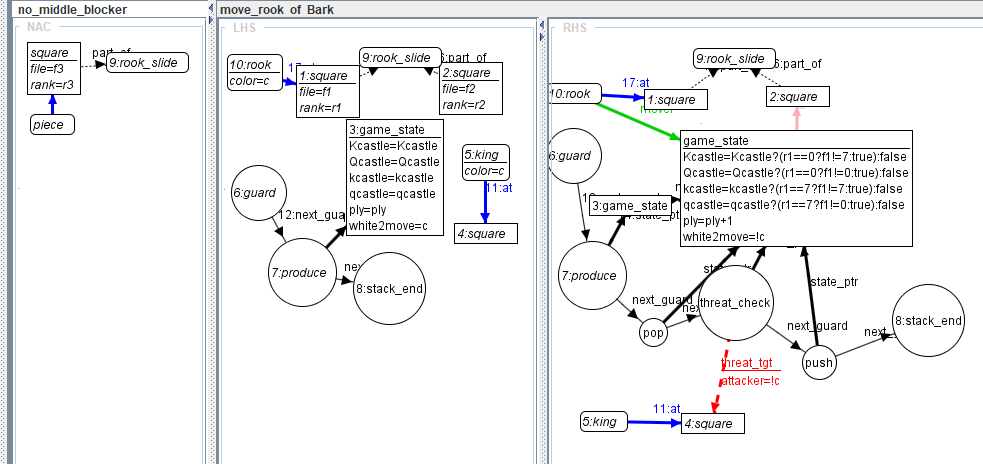 no_middle_blocker
move_rook of Bark
NAC
LHS
RHS
square
file=f3
rank=r3
9:rook_slide
piece
10:rook
color=c
1:square
file=f1
rank=r1
9:rook_slide
2:square
file=f2
rank=r2
3:game_state
Kcastle=Kcastle
Qcastle=Qcastle
kcastle=kcastle
qcastle=qcastle
ply=ply
white2move=c
5:king
color=c
11:at
4:square
6:guard
12:next_gua
7:produce
8:stack_end
9:rook_slide
6:part_of
10:rook
17:at
1:square
2:square
game_state
Kcastle=Kcastle?(r1==0?f1!=7:true):false
Qcastle=Qcastle?(r1==0?f1!=0:true):false
kcastle=kcastle?(r1==7?f1!=7:true):false
qcastle=qcastle?(r1==7?f1!=0:true):false
ply=ply+1
white2move=!c
6:guard
3:game_state
7:produce
next_guard
pop
threat_check
state_ptr
next_guard
push
8:stack_end
threat_tgt
attacker=!c
5:king
11:at
4:square